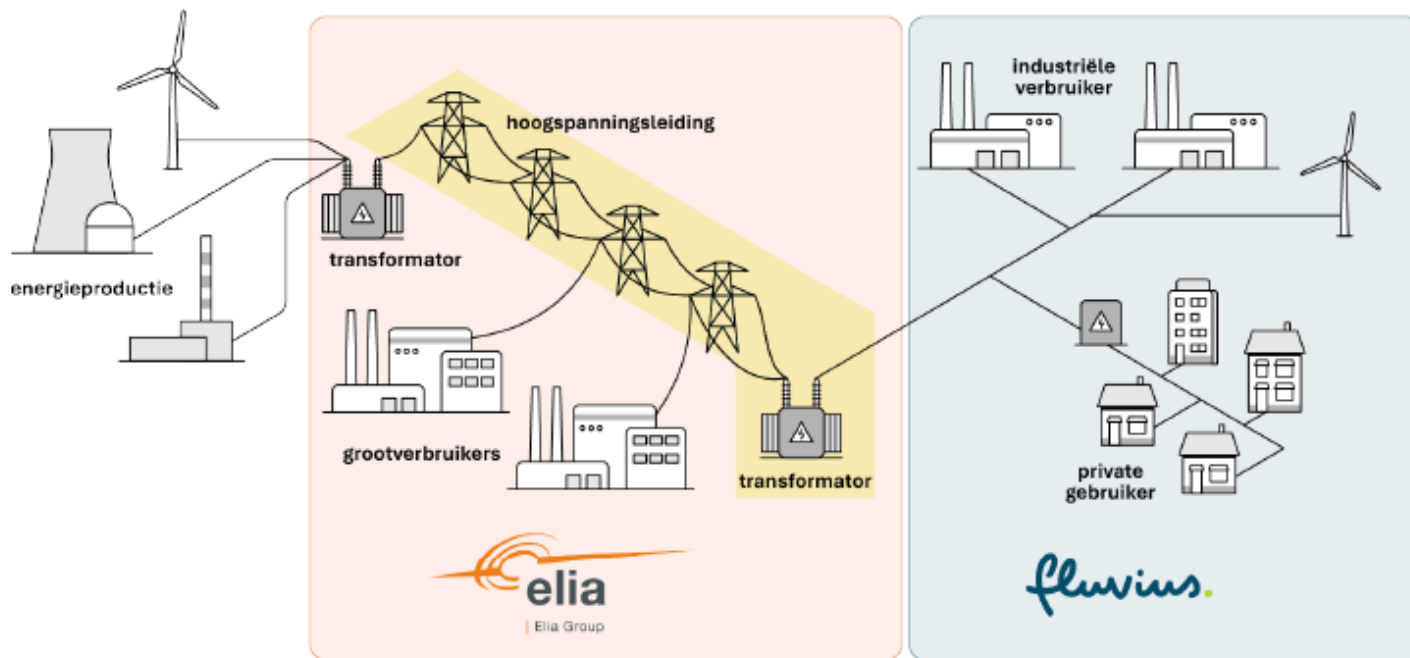 energieproductie
transformator
hoogspanningsleiding
grootverbruikers
transformator
elia
Elia Group
industriële
verbruiker
private
gebruiker
fluvius.